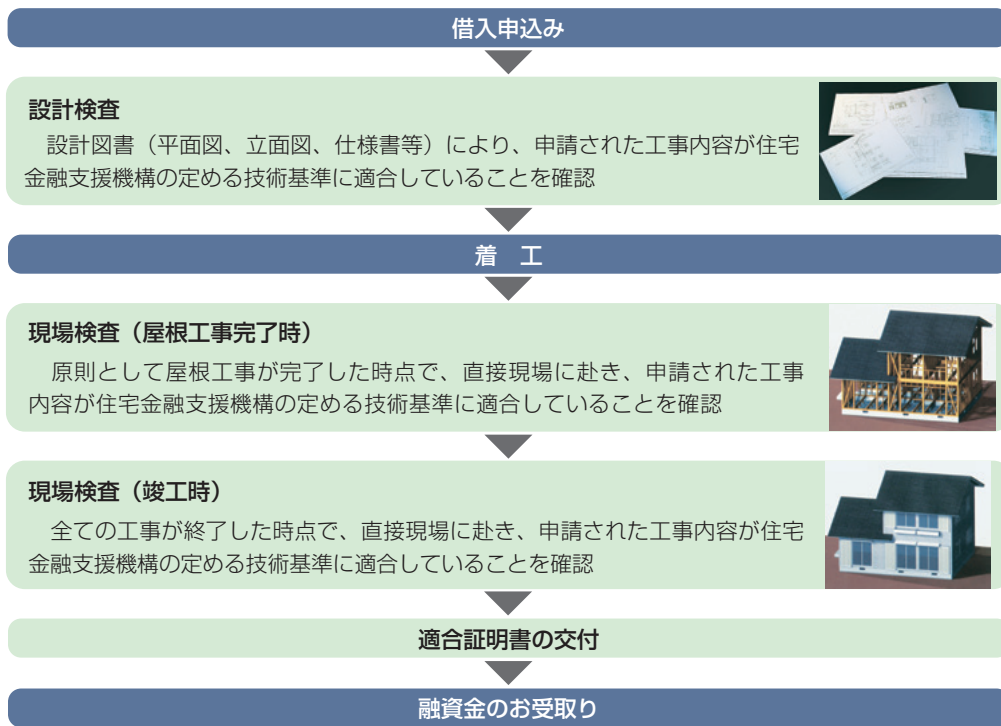 借入申込み
設計検査
設計図書（平面図、立面図、仕様書等）により、申請された工事内容が住宅
金融支援機構の定める技術基準に適合していることを確認
着　工
現場検査（屋根工事完了時）
原則として屋根工事が完了した時点で、直接現場に赴き、申請された工事
内容が住宅金融支援機構の定める技術基準に適合していることを確認
現場検査（竣工時）
全ての工事が終了した時点で、直接現場に赴き、申請された工事内容が住宅
金融支援機構の定める技術基準に適合していることを確認
適合証明書の交付
融資金のお受取り